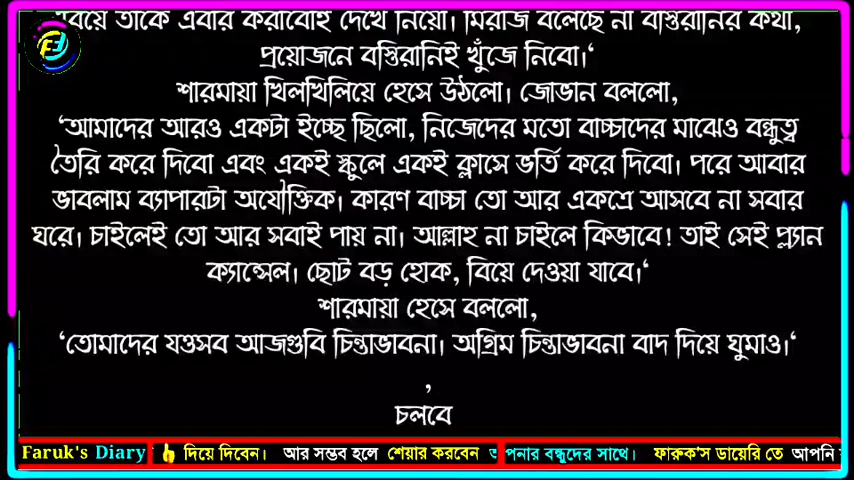 তাকে এবার করাবোই দেখে নিয়ো। মিরাজ বলেছে না বস্তিরানির কথা,
প্রয়োজনে বস্তিরানিই খুঁজে নিবো।‘
শারমায়া খিলখিলিয়ে হেসে উঠলো। জোভান বললো,
‘আমাদের আরও একটা ইচ্ছে ছিলো, নিজেদের মতো বাচ্চাদের মাঝেও বন্ধুত্ব
তৈরি করে দিবো এবং একই স্কুলে একই ক্লাসে ভর্তি করে দিবো। পরে আবার
ভাবলাম ব্যাপারটা অযৌক্তিক। কারণ বাচ্চা তো আর একত্রে আসবে না সবার
ঘরে। চাইলেই তো আর সবাই পায় না। আল্লাহ না চাইলে কিভাবে! তাই সেই প্ল্যান
ক্যান্সেল। ছোট বড় হোক, বিয়ে দেওয়া যাবে।‘
শারমায়া হেসে বললো,
‘তোমাদের যত্তসব আজগুবি চিন্তাভাবনা। অগ্রিম চিন্তাভাবনা বাদ দিয়ে ঘুমাও।‘
,
চলবে
Faruk's Diary 👍 দিয়ে দিবেন। আর সম্ভব হলে শেয়ার করবেন আপনার বন্ধুদের সাথে। ফারুক'স ডায়েরি তে আপনি